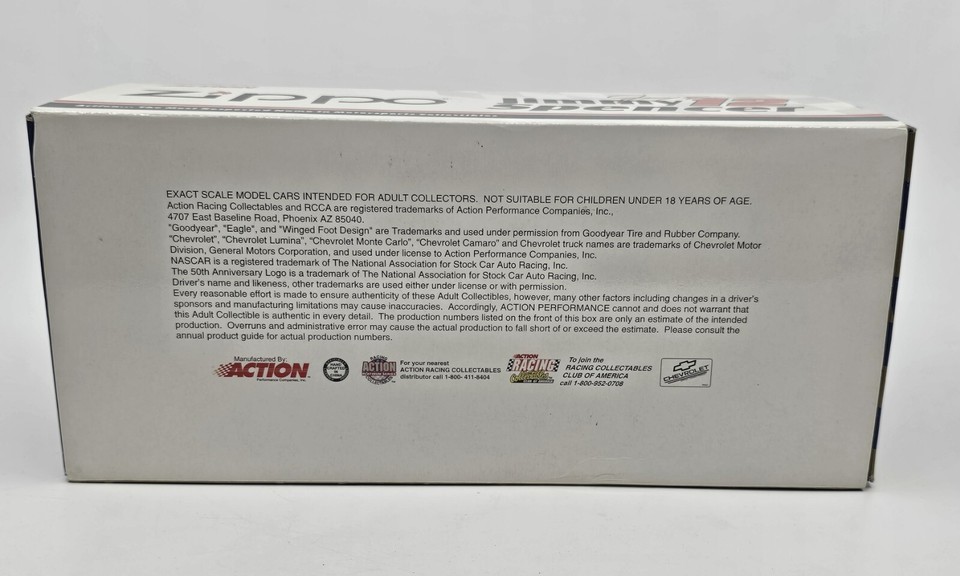 zippo
EXACT SCALE MODEL CARS INTENDED FOR ADULT COLLECTORS. NOT SUITABLE FOR CHILDREN UNDER 18 YEARS OF AGE.
Action Racing Collectables and RCCA are registered trademarks of Action Performance Companies, Inc.,
4707 East Baseline Road, Phoenix AZ 85040.
"Goodyear", "Eagle", and "Winged Foot Design" are Trademarks and used under permission from Goodyear Tire and Rubber Company.
"Chevrolet", "Chevrolet Lumina", "Chevrolet Monte Carlo", "Chevrolet Camaro" and Chevrolet truck names are trademarks of Chevrolet Motor
Division, General Motors Corporation, and used under license to Action Performance Companies, Inc.
NASCAR is a registered trademark of The National Association for Stock Car Auto Racing, Inc.
The 50th Anniversary Logo is a trademark of The National Association for Stock Car Auto Racing, Inc.
Driver's name and likeness, other trademarks are used either under license or with permission.
Every reasonable effort is made to ensure authenticity of these Adult Collectibles, however, many other factors including changes in a driver's
sponsors and manufacturing limitations may cause inaccuracies. Accordingly, ACTION PERFORMANCE cannot and does not warrant that
this Adult Collectible is authentic in every detail. The production numbers listed on the front of this box are only an estimate of the intended
production. Overruns and administrative error may cause the actual production to fall short of or exceed the estimate. Please consult the
annual product guide for actual production numbers.
Manufactured By:
ACTION
Performance Companies, Inc.
HAND CRAFTED IN CHINA
ACTION
For your nearest
ACTION RACING COLLECTABLES
distributor call 1-800- 411-8404
ACTION
RACING
Collectables
CLUB OF AMERICA
To join the
RACING COLLECTABLES
CLUB OF AMERICA
call 1-800-952-0708
CHEVROLET